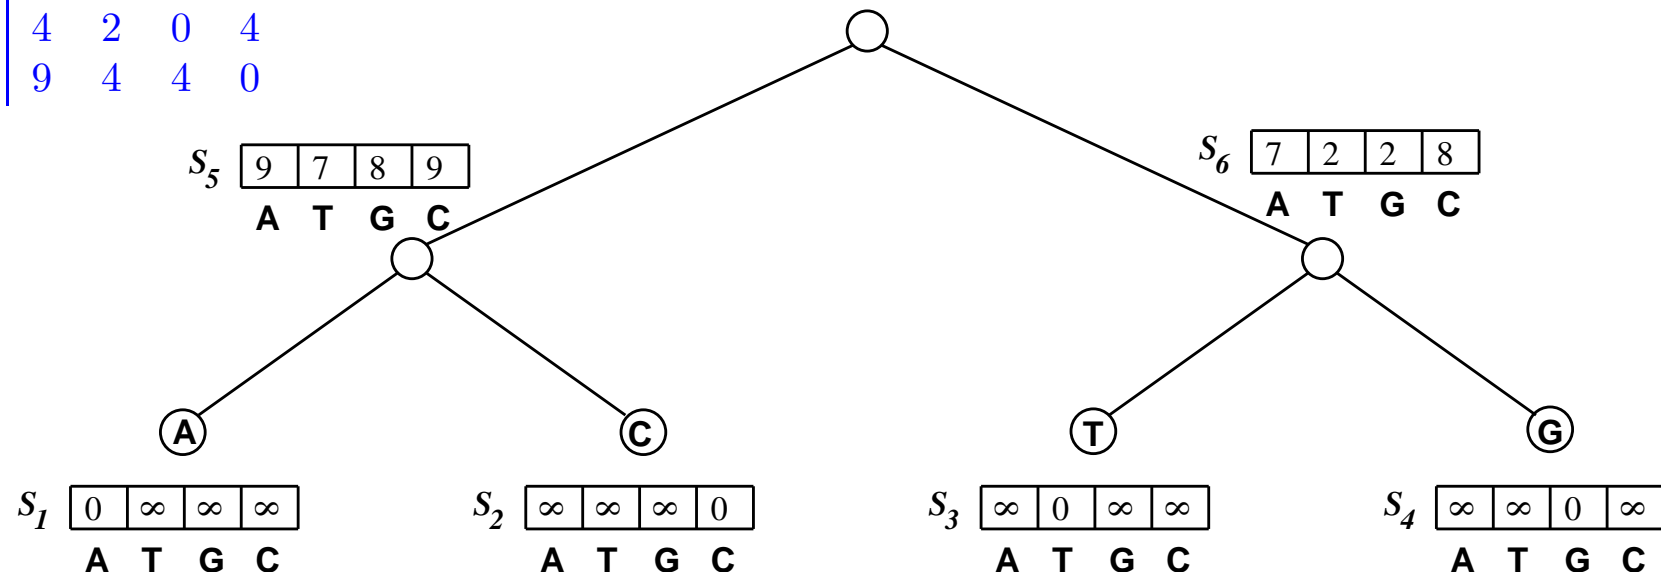 4 2 0 4
9 4 4 0
S5 9 7 8 9
A T G C
S6 7 2 2 8
A T G C
A
C
T
G
S1 0 ∞ ∞ ∞
A T G C
S2 ∞ ∞ ∞ 0
A T G C
S3 ∞ 0 ∞ ∞
A T G C
S4 ∞ ∞ 0 ∞
A T G C